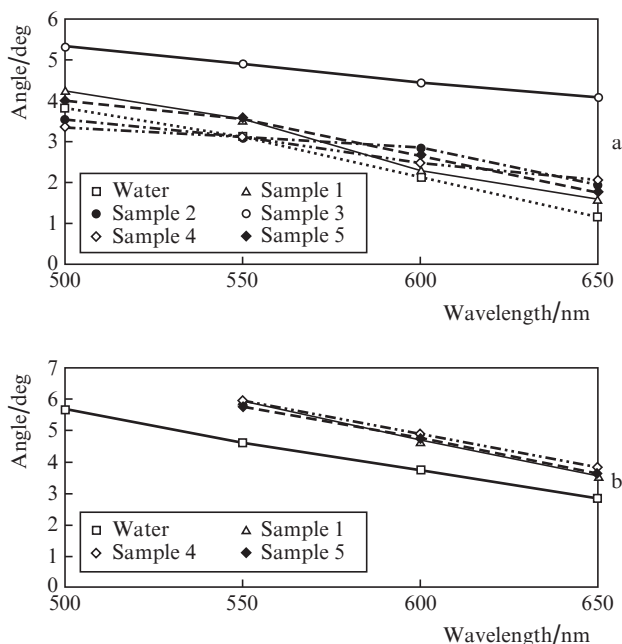 Angle/deg
6
5
4
3
2
1
0
Water
Sample 1
Sample 2
Sample 3
Sample 4
Sample 5
500
550
600
650
Wavelength/nm
a
Angle/deg
7
6
5
4
3
2
1
0
Water
Sample 1
Sample 4
Sample 5
500
550
600
650
Wavelength/nm
b